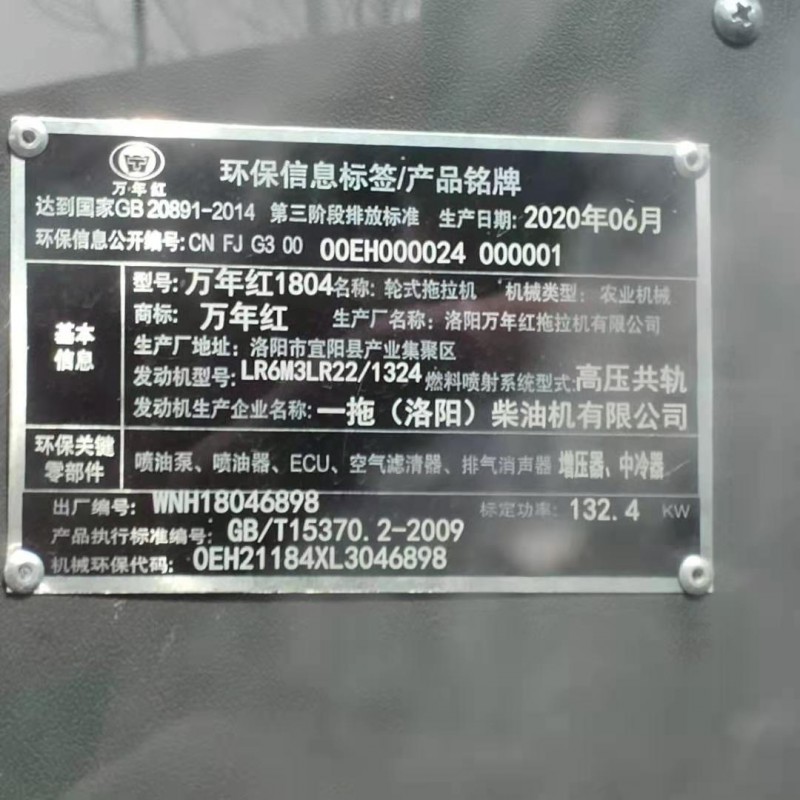 万年红
环保信息标签/产品铭牌
达到国家GB 20891-2014 第三阶段排放标准 生产日期: 2020年06月
环保信息公开编号: CN FJ G3 00 00EH000024 000001
基本信息
型号: 万年红1804 名称: 轮式拖拉机 机械类型: 农业机械
商标: 万年红 生产厂名称: 洛阳万年红拖拉机有限公司
生产厂地址: 洛阳市宜阳县产业集聚区
发动机型号: LR6M3LR22/1324 燃料喷射系统型式: 高压共轨
发动机生产企业名称: 一拖（洛阳）柴油机有限公司
环保关键零部件
喷油泵、喷油器、ECU、空气滤清器、排气消声器 增压器、中冷器
出厂编号: WNH18046898 标定功率: 132.4 KW
产品执行标准编号: GB/T15370.2-2009
机械环保代码: 0EH21184XL3046898